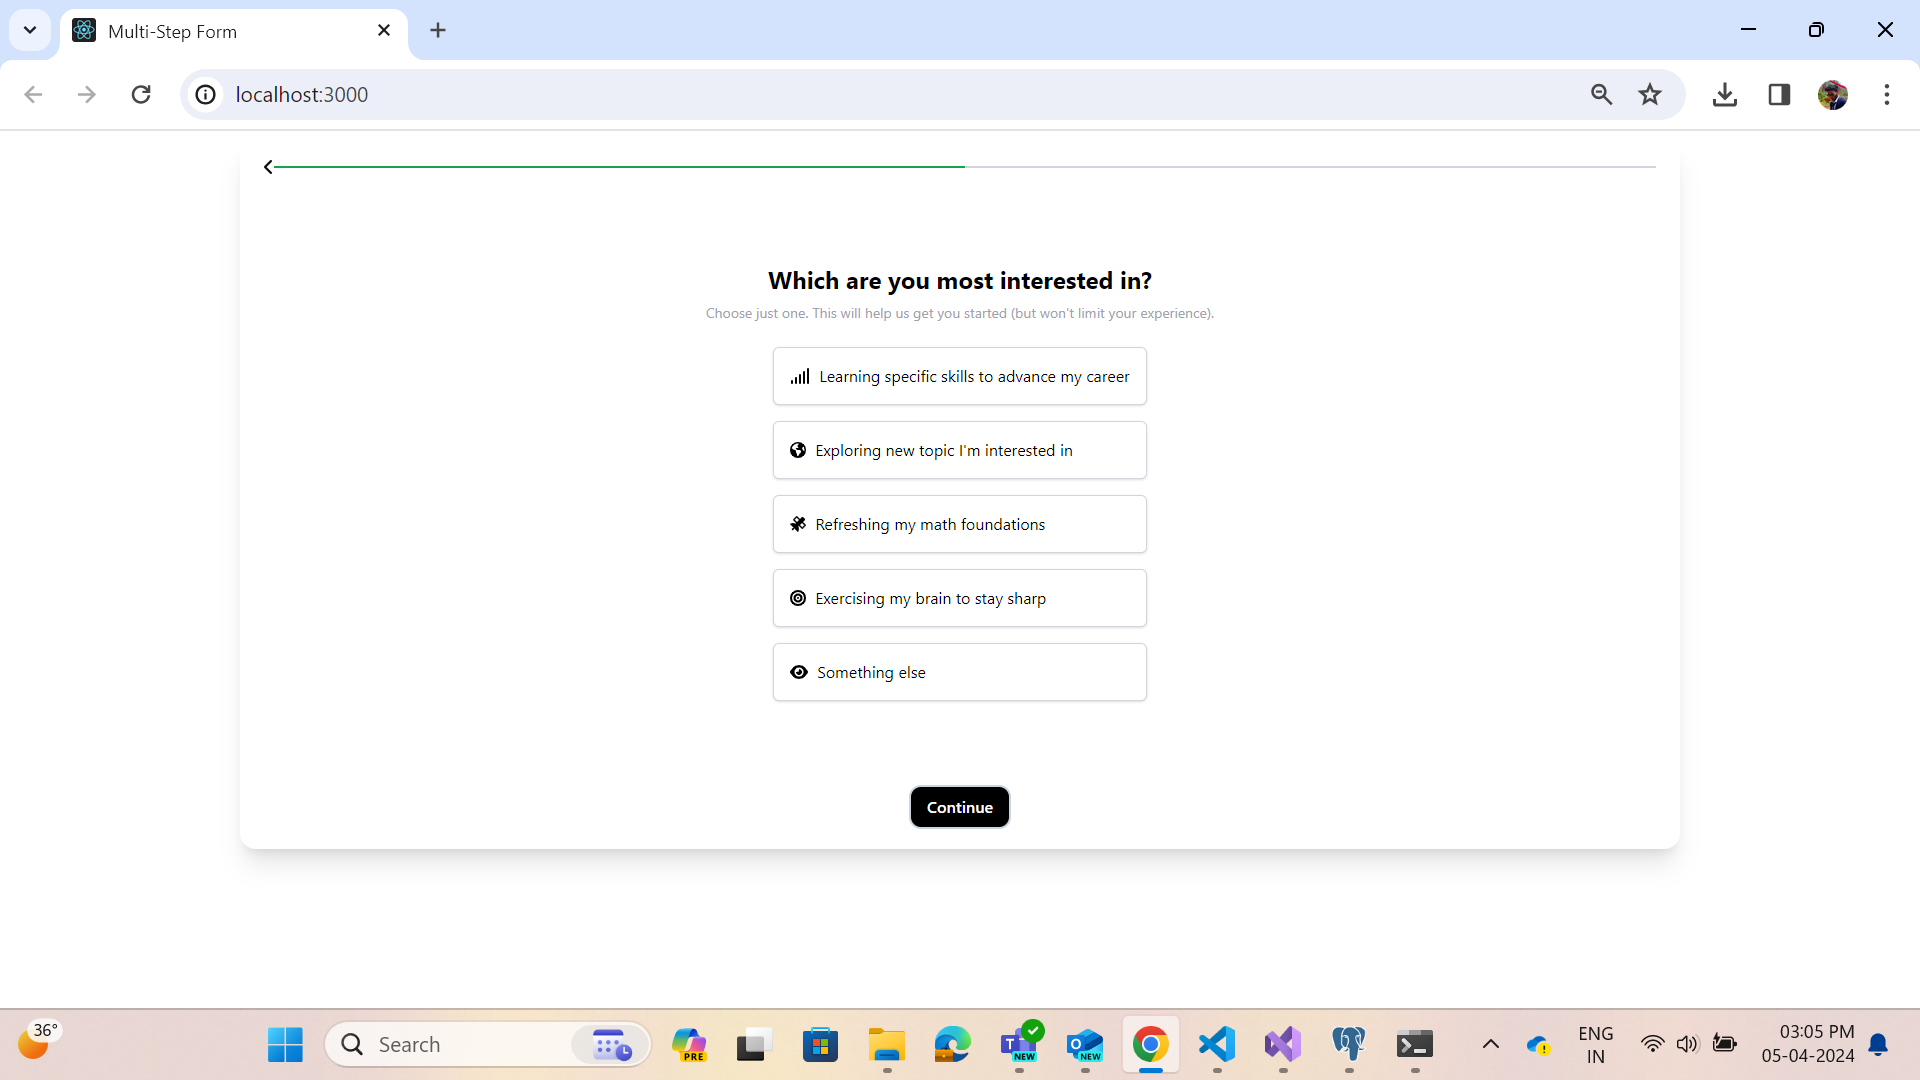 Multi-Step Form
localhost:3000
Which are you most interested in?
Choose just one. This will help us get you started (but won't limit your experience).
Learning specific skills to advance my career
Exploring new topic I'm interested in
Refreshing my math foundations
Exercising my brain to stay sharp
Something else
Continue
36°
Search
PRE
T
NEW
O
NEW
ENG
IN
03:05 PM
05-04-2024